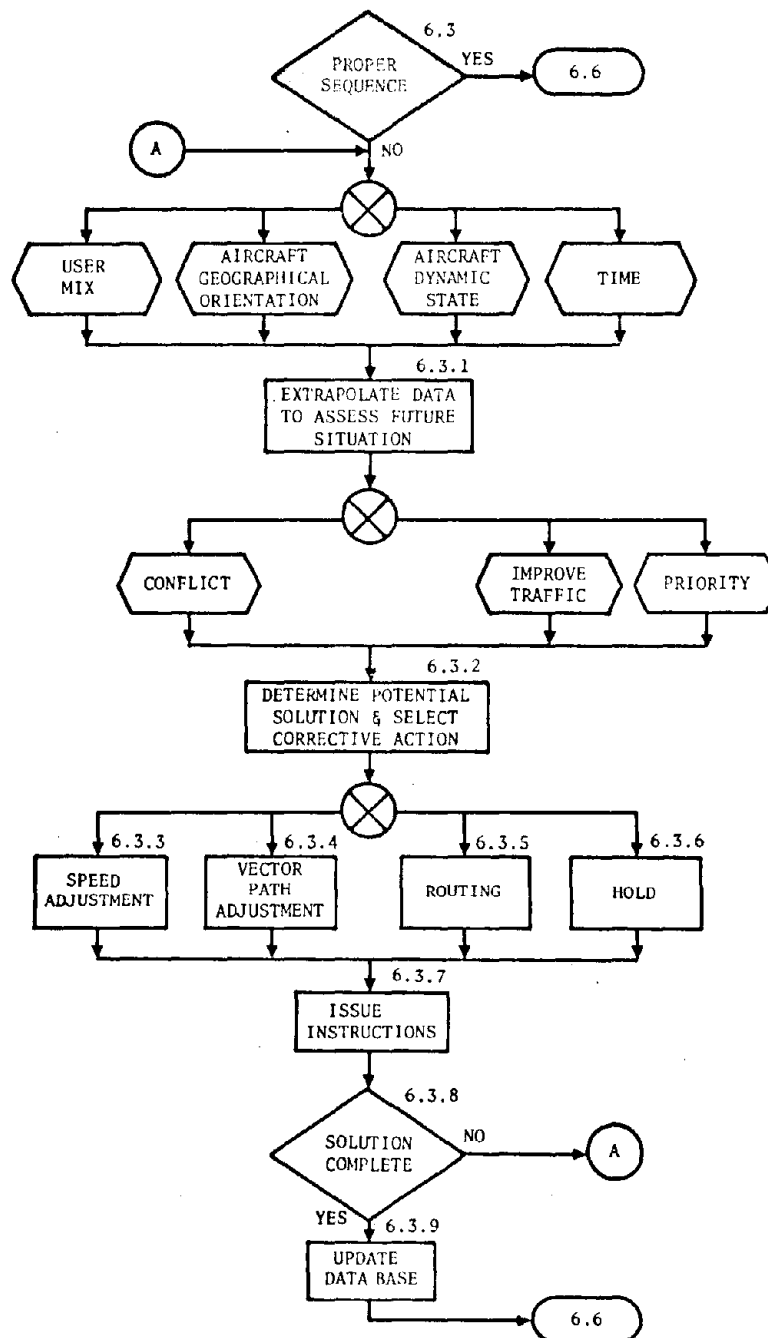 6.3
PROPER
SEQUENCE
YES
6.6
A
NO
USER
MIX
AIRCRAFT
GEOGRAPHICAL
ORIENTATION
AIRCRAFT
DYNAMIC
STATE
TIME
6.3.1
EXTRAPOLATE DATA
TO ASSESS FUTURE
SITUATION
CONFLICT
IMPROVE
TRAFFIC
PRIORITY
6.3.2
DETERMINE POTENTIAL
SOLUTION & SELECT
CORRECTIVE ACTION
6.3.3
SPEED
ADJUSTMENT
6.3.4
VECTOR
PATH
ADJUSTMENT
6.3.5
ROUTING
6.3.6
HOLD
6.3.7
ISSUE
INSTRUCTIONS
6.3.8
SOLUTION
COMPLETE
NO
A
YES
6.3.9
UPDATE
DATA BASE
6.6